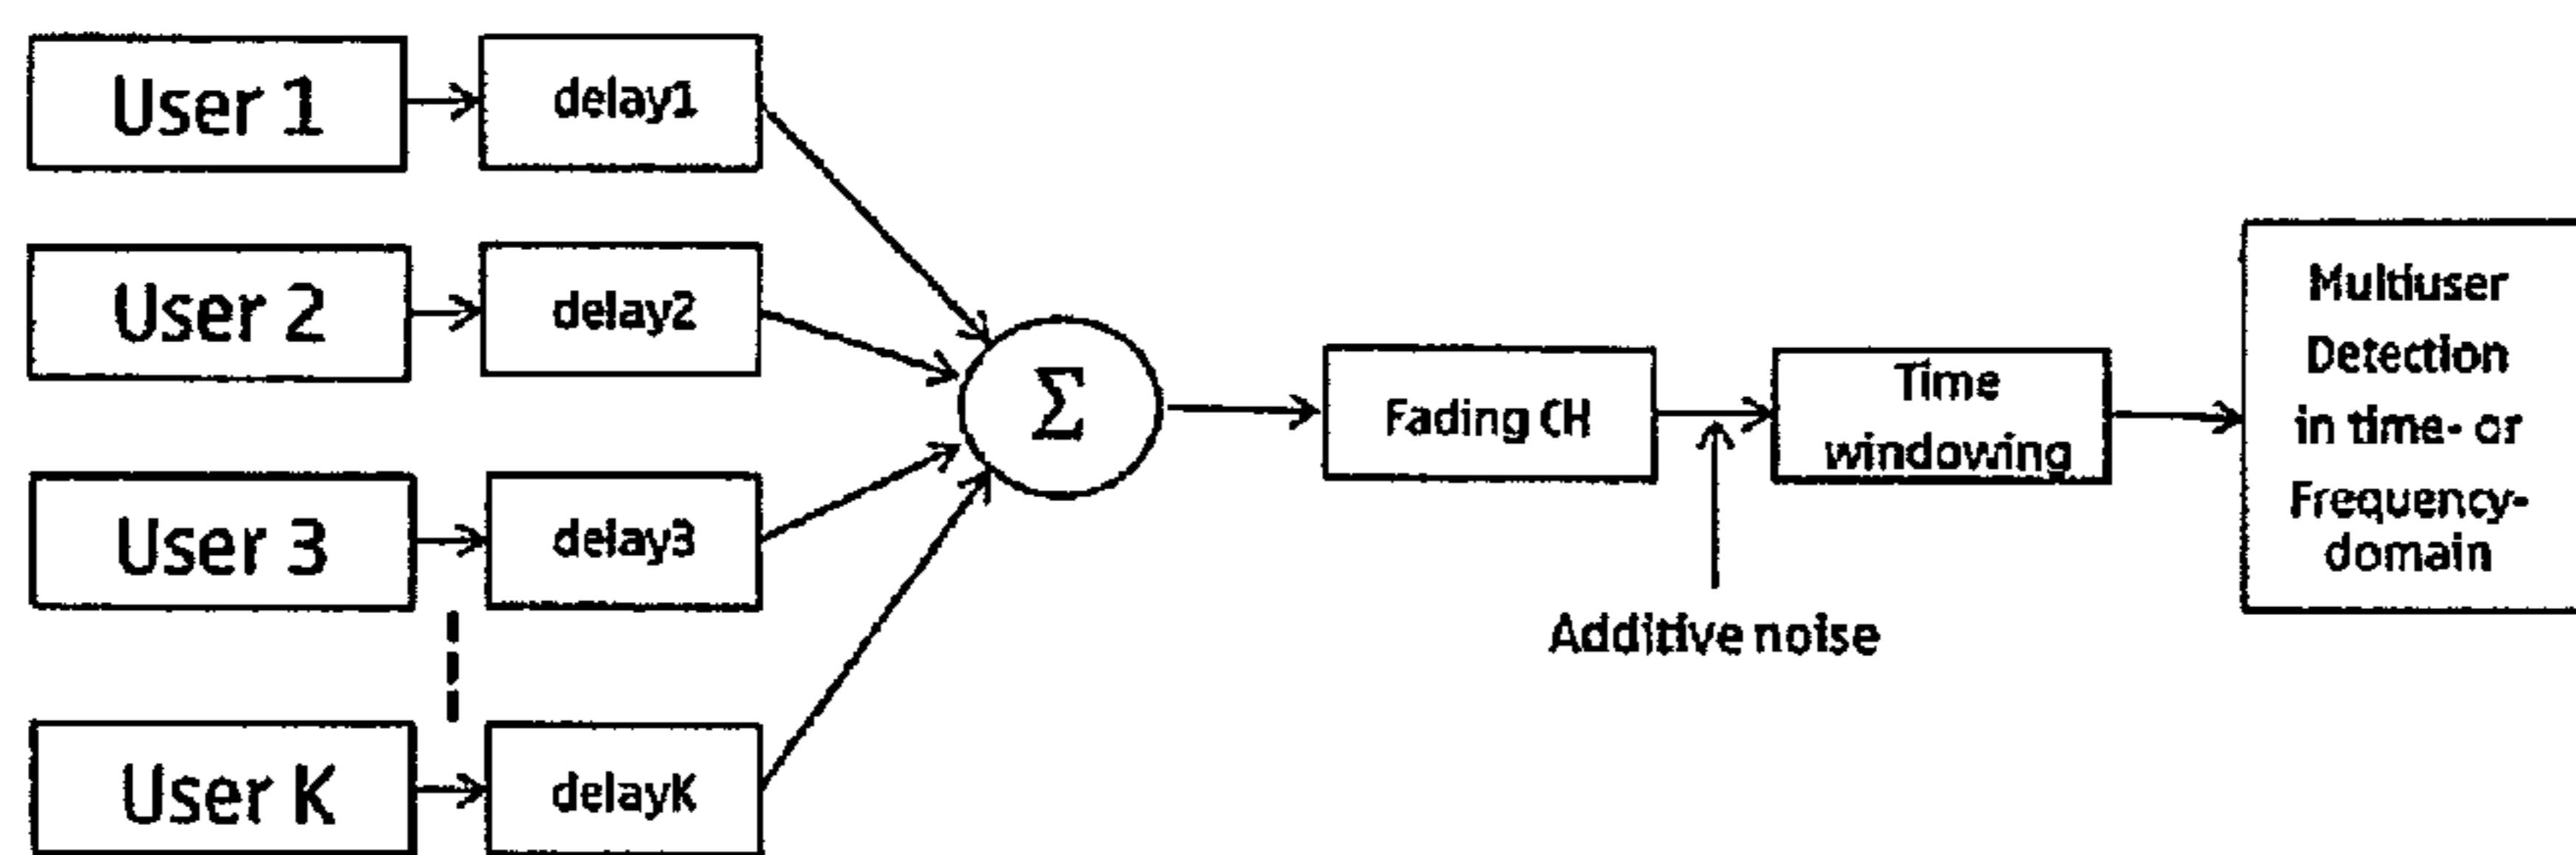 User 1
delay1
User 2
delay2
User 3
delay3
User K
delayK
Σ
Fading CH
Additive noise
Time
windowing
Multiuser
Detection
in time- or
Frequency-
domain